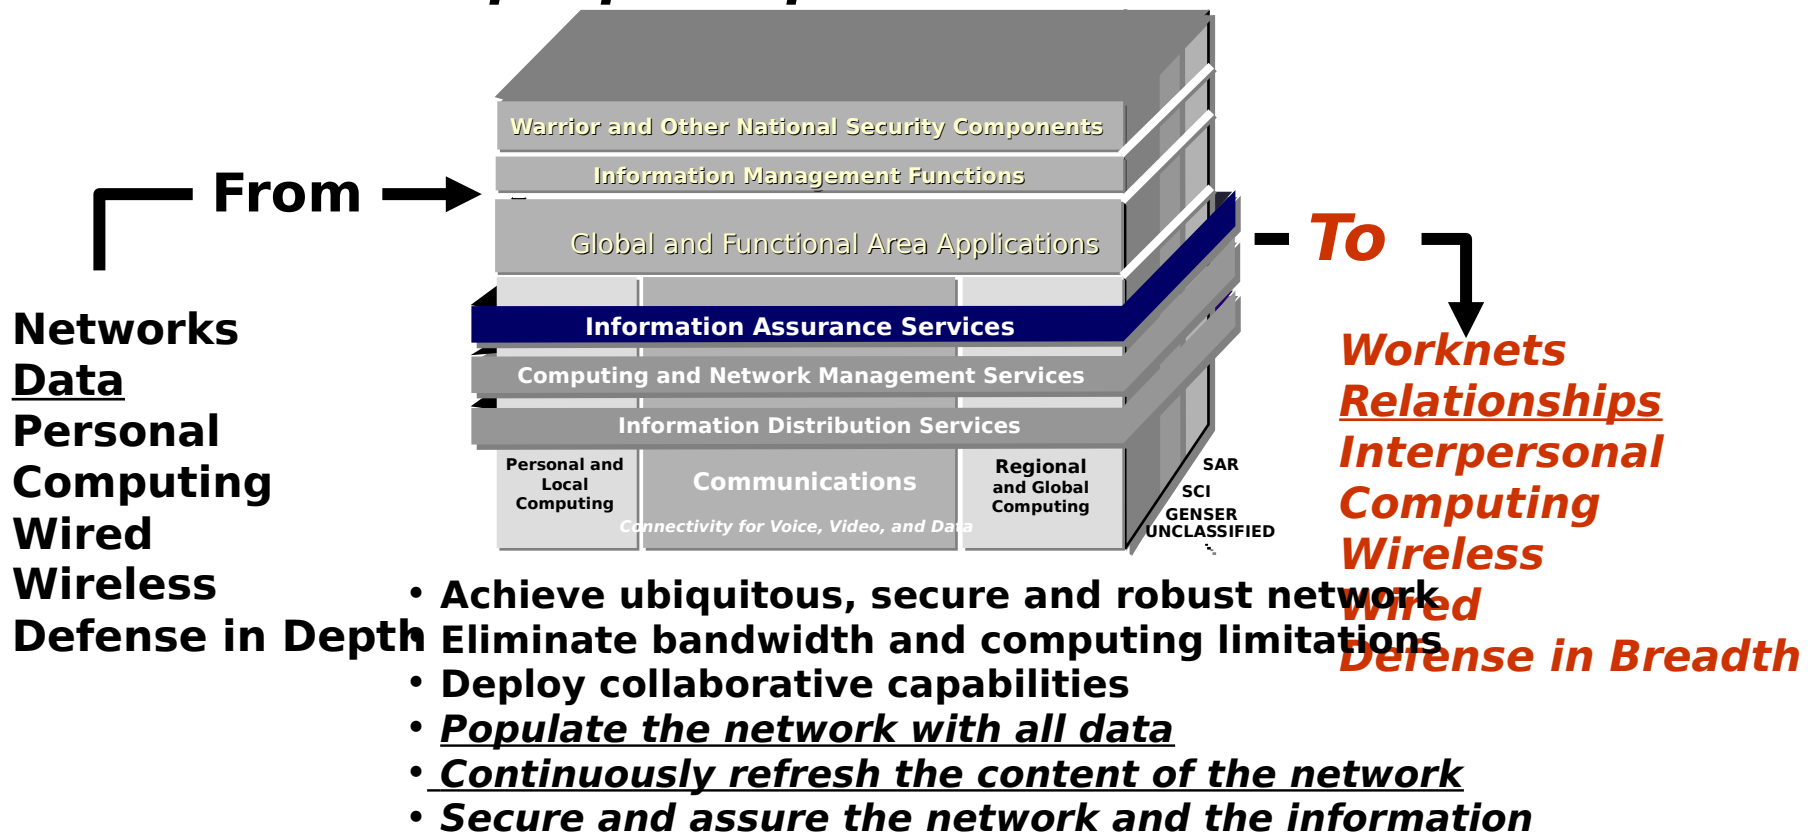 Warrior and Other National Security Components
Information Management Functions
From
Global and Functional Area Applications
To
Information Assurance Services
Computing and Network Management Services
Information Distribution Services
Personal and
Local
Computing
Communications
Connectivity for Voice, Video, and Data
Regional
and Global
Computing
SAR
SCI
GENSER
UNCLASSIFIED
Networks
Data
Personal
Computing
Wired
Wireless
Defense in Depth
Worknets
Relationships
Interpersonal
Computing
Wireless
Wired
Defense in Breadth
• Achieve ubiquitous, secure and robust network
• Eliminate bandwidth and computing limitations
• Deploy collaborative capabilities
• Populate the network with all data
• Continuously refresh the content of the network
• Secure and assure the network and the information